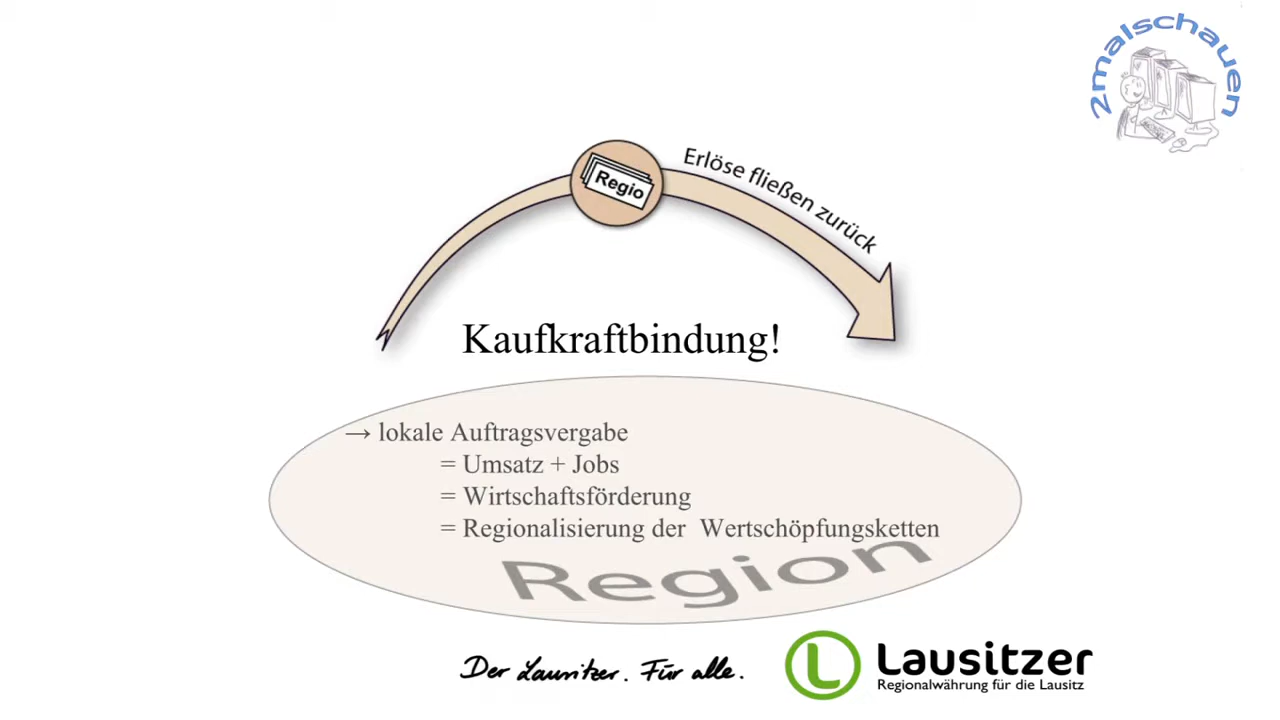 2malschauen
Regio
Erlöse fließen zurück
Kaufkraftbindung!
→ lokale Auftragsvergabe
= Umsatz + Jobs
= Wirtschaftsförderung
= Regionalisierung der Wertschöpfungsketten
Region
Der Lausitzer. Für alle.
L Lausitzer
Regionalwährung für die Lausitz